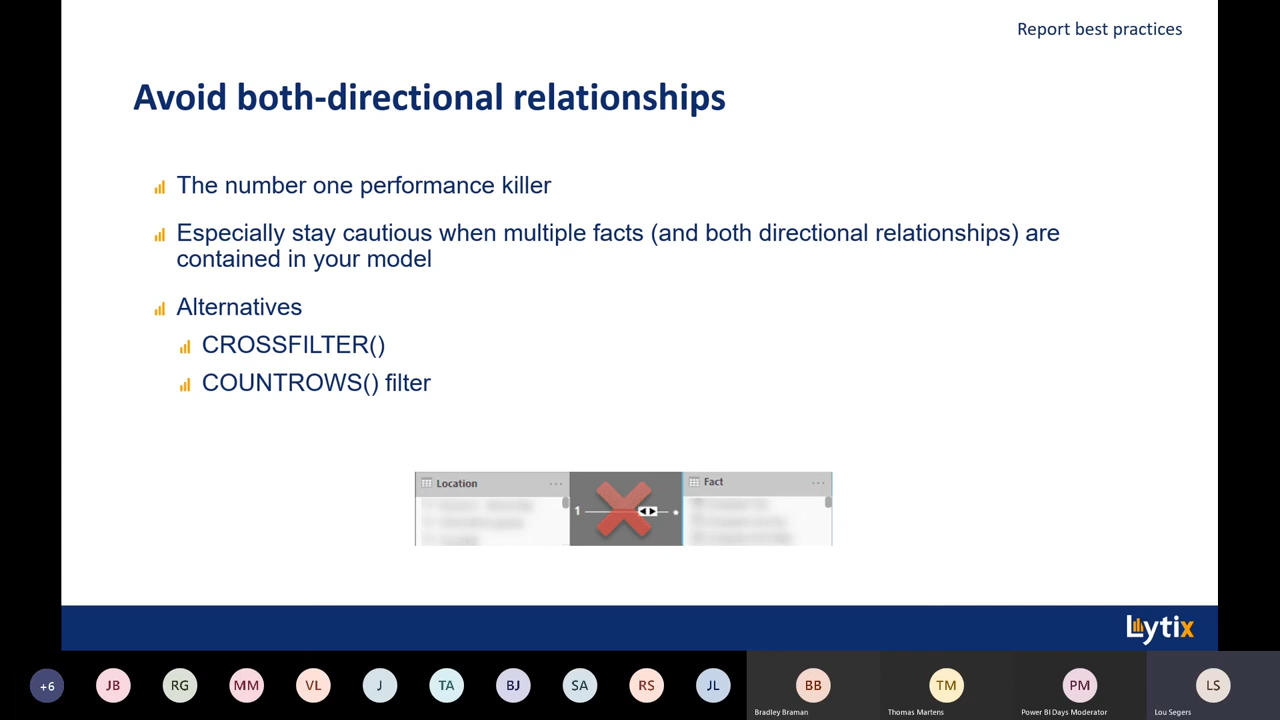 Report best practices
Avoid both-directional relationships
The number one performance killer
Especially stay cautious when multiple facts (and both directional relationships) are
contained in your model
Alternatives
CROSSFILTER()
COUNTROWS() filter
Location ...
1
*
Fact ...
Lytix
+6
JB
RG
MM
VL
J
TA
BJ
SA
RS
JL
BB
Bradley Braman
TM
Thomas Martens
PM
Power BI Days Moderator
LS
Lou Segers